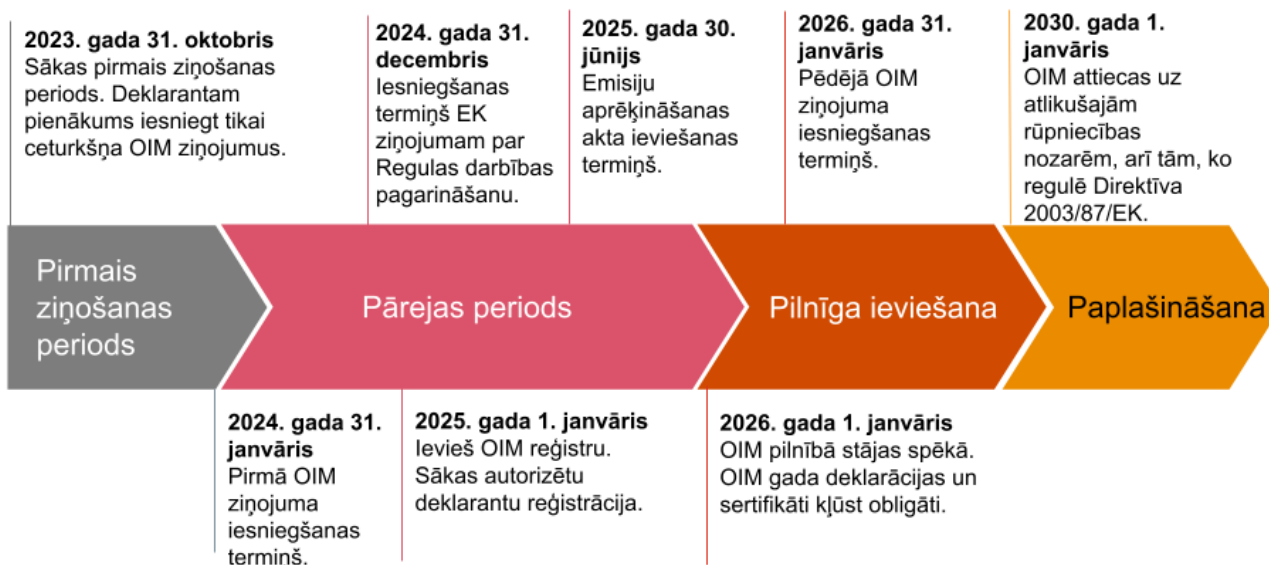 2023. gada 31. oktobris
Sākas pirmais ziņošanas
periods. Deklarantam
pienākums iesniegt tikai
ceturkšņa OIM ziņojumus.
2024. gada 31.
decembris
Iesniegšanas
termiņš EK
ziņojumam par
Regulas darbības
pagarināšanu.
2025. gada 30.
jūnijs
Emisiju
aprēķināšanas
akta ieviešanas
termiņš.
2026. gada 31.
janvāris
Pēdējā OIM
ziņojuma
iesniegšanas
termiņš.
2030. gada 1.
janvāris
OIM attiecas uz
atlikušajām
rūpniecības
nozarēm, arī tām, ko
regulē Direktīva
2003/87/EK.
Pirmais
ziņošanas
periods
Pārejas periods
Pilnīga ieviešana
Paplašināšana
2024. gada 31.
janvāris
Pirmā OIM
ziņojuma
iesniegšanas
termiņš.
2025. gada 1. janvāris
Ievieš OIM reģistru.
Sākas autorizētu
deklarantu reģistrācija.
2026. gada 1. janvāris
OIM pilnībā stājas spēkā.
OIM gada deklarācijas un
sertifikāti kļūst obligāti.